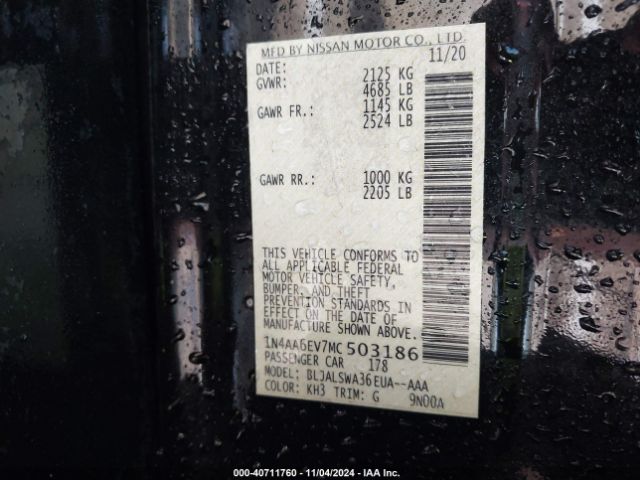 MFD BY NISSAN MOTOR CO., LTD.
DATE: 11/20
GVWR: 2125 KG
4685 LB
GAWR FR.: 1145 KG
2524 LB
GAWR RR.: 1000 KG
2205 LB
THIS VEHICLE CONFORMS TO
ALL APPLICABLE FEDERAL
MOTOR VEHICLE SAFETY,
BUMPER, AND THEFT
PREVENTION STANDARDS IN
EFFECT ON THE DATE OF
MANUFACTURE SHOWN ABOVE.
1N4AA6EV7MC503186
PASSENGER CAR 178
MODEL: BLJALSWA36EUA--AAA
COLOR: KH3 TRIM: G 9N00A
000-40711760 - 11/04/2024 - IAA Inc.